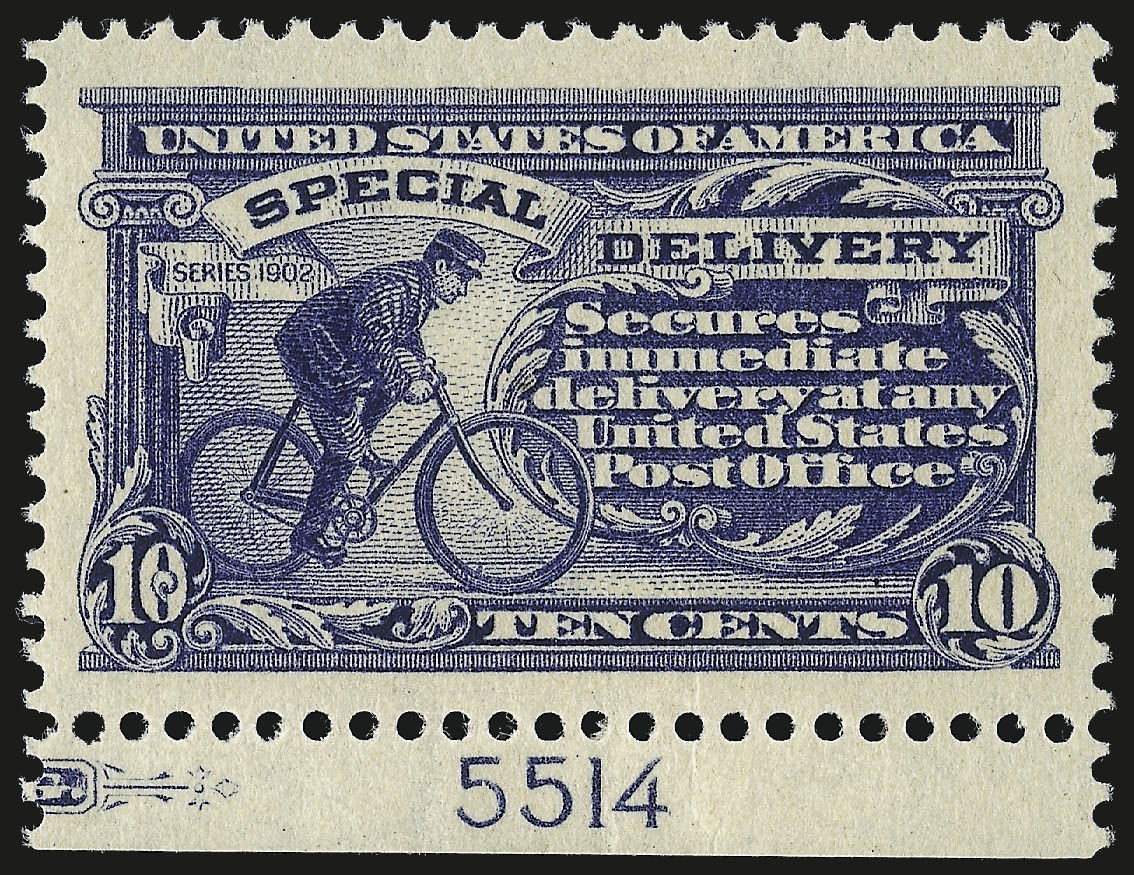 UNITED STATES OF AMERICA
SPECIAL
DELIVERY
SERIES 1902
Secures
immediate
delivery at any
United States
Post Office
10
TEN CENTS
10
5514